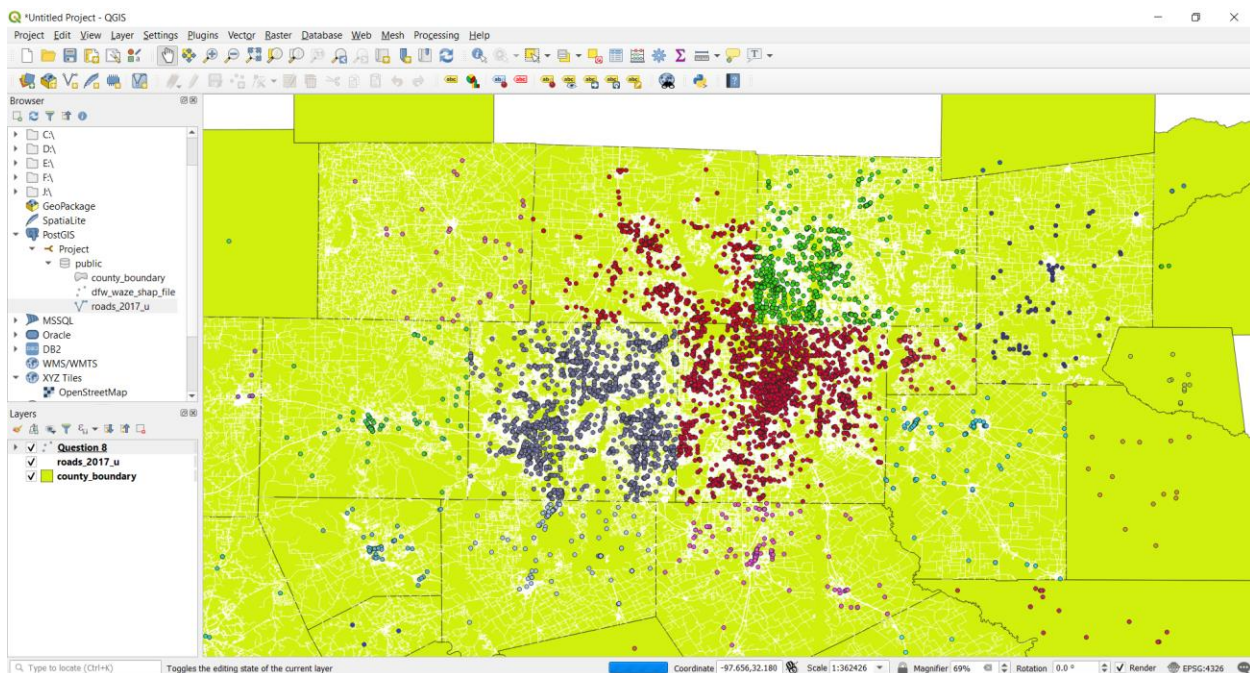 *Untitled Project - QGIS
Project Edit View Layer Settings Plugins Vector Raster Database Web Mesh Processing Help
Browser
C:\
D:\
E:\
F:\
J:\
GeoPackage
SpatiaLite
PostGIS
Project
public
county_boundary
dfw_waze_shap_file
roads_2017_u
MSSQL
Oracle
DB2
WMS/WMTS
XYZ Tiles
OpenStreetMap
Layers
Question 8
roads_2017_u
county_boundary
Type to locate (Ctrl+K) Toggles the editing state of the current layer Coordinate -97.656,32.180 Scale 1:362426 Magnifier 69% Rotation 0.0 ° Render EPSG:4326